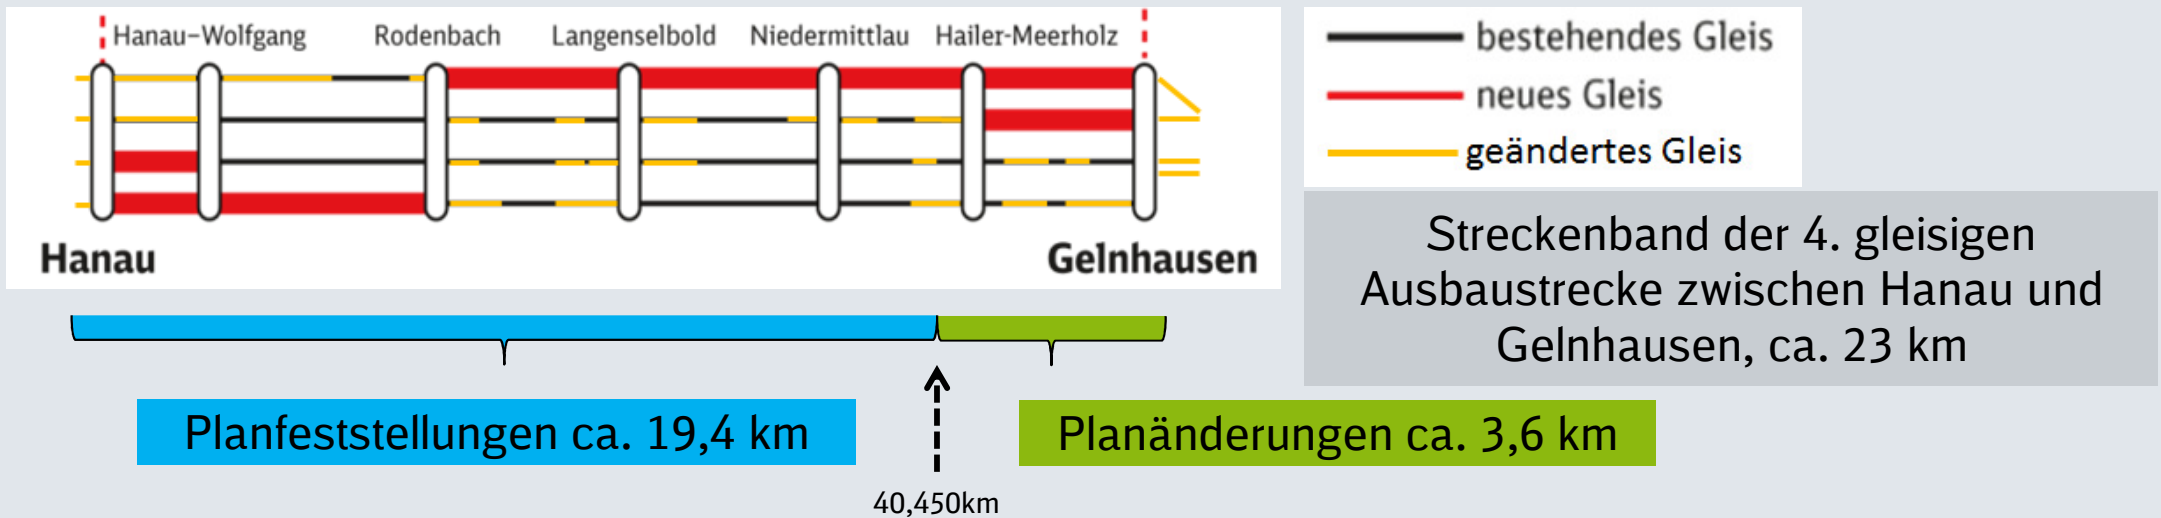 Hanau-Wolfgang Rodenbach Langenselbold Niedermittlau Hailer-Meerholz
Hanau
Gelnhausen
bestehendes Gleis
neues Gleis
geändertes Gleis
Streckenband der 4. gleisigen
Ausbaustrecke zwischen Hanau und
Gelnhausen, ca. 23 km
Planfeststellungen ca. 19,4 km
Planänderungen ca. 3,6 km
40,450km